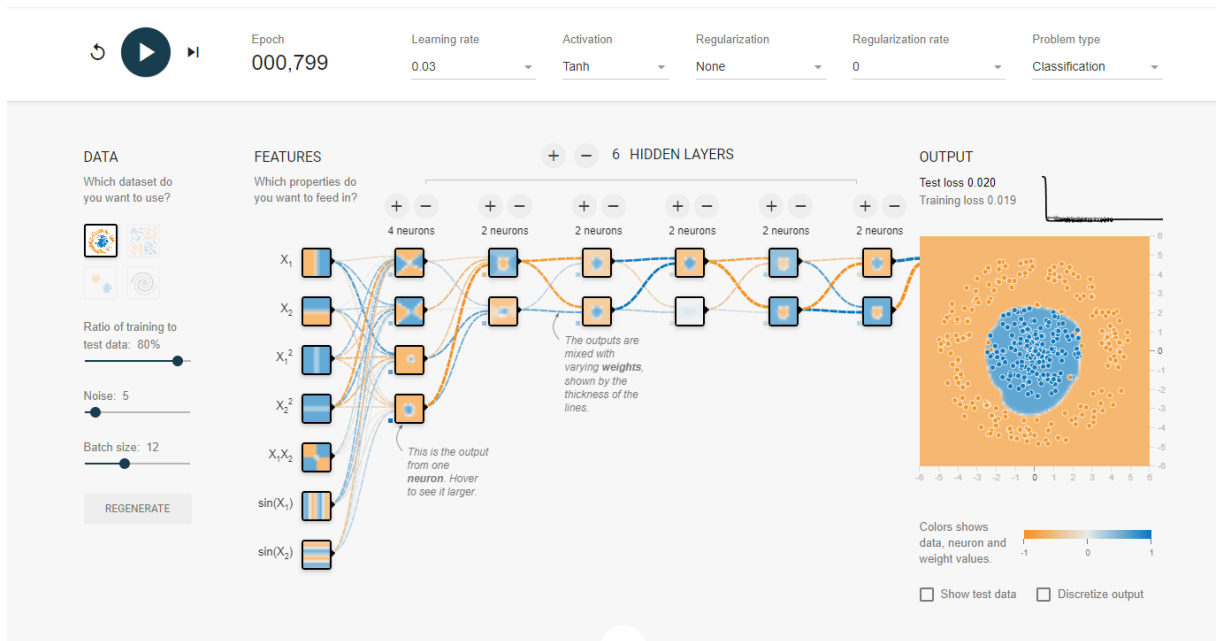 Epoch
000,799
Learning rate
0.03
Activation
Tanh
Regularization
None
Regularization rate
0
Problem type
Classification
DATA
Which dataset do
you want to use?
Ratio of training to
test data: 80%
Noise: 5
Batch size: 12
REGENERATE
FEATURES
Which properties do
you want to feed in?
X₁
X₂
X₁²
X₂²
X₁X₂
sin(X₁)
sin(X₂)
+ − 6 HIDDEN LAYERS
+ − + − + − + − + − + −
4 neurons 2 neurons 2 neurons 2 neurons 2 neurons 2 neurons
The outputs are
mixed with
varying weights,
shown by the
thickness of the
lines.
This is the output
from one
neuron. Hover
to see it larger.
OUTPUT
Test loss 0.020
Training loss 0.019
6
5
4
3
2
1
0
-1
-2
-3
-4
-5
-6
-6 -5 -4 -3 -2 -1 0 1 2 3 4 5 6
Colors shows
data, neuron and
weight values.
-1 0 1
Show test data
Discretize output